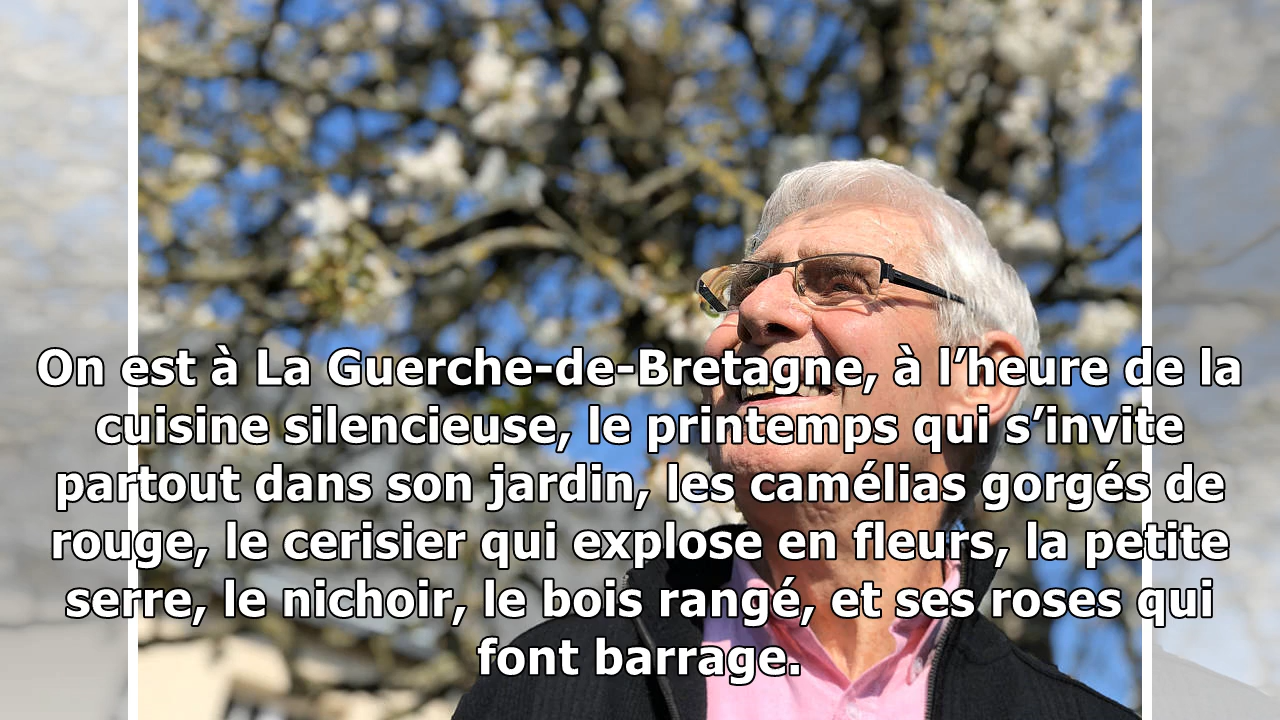 On est à La Guerche-de-Bretagne, à l’heure de la
cuisine silencieuse, le printemps qui s’invite
partout dans son jardin, les camélias gorgés de
rouge, le cerisier qui explose en fleurs, la petite
serre, le nichoir, le bois rangé, et ses roses qui
font barrage.